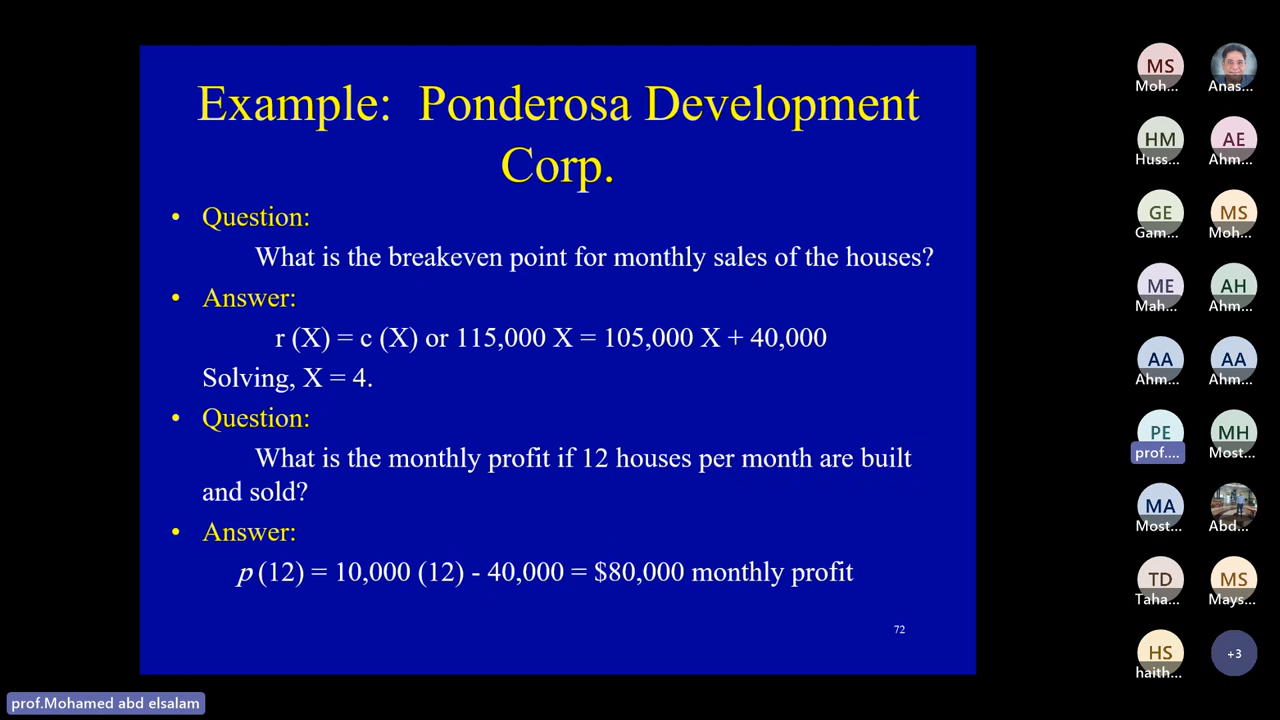 Example: Ponderosa Development
Corp.
• Question:
What is the breakeven point for monthly sales of the houses?
• Answer:
r (X) = c (X) or 115,000 X = 105,000 X + 40,000
Solving, X = 4.
• Question:
What is the monthly profit if 12 houses per month are built
and sold?
• Answer:
p (12) = 10,000 (12) - 40,000 = $80,000 monthly profit
72
MS
Moh...
Anas...
HM
Huss...
AE
Ahm...
GE
Gam...
MS
Moh...
ME
Mah...
AH
Ahm...
AA
Ahm...
AA
Ahm...
PE
prof....
MH
Most...
MA
Most...
Abd...
TD
Taha...
MS
Mays...
HS
haith...
+3
prof.Mohamed abd elsalam